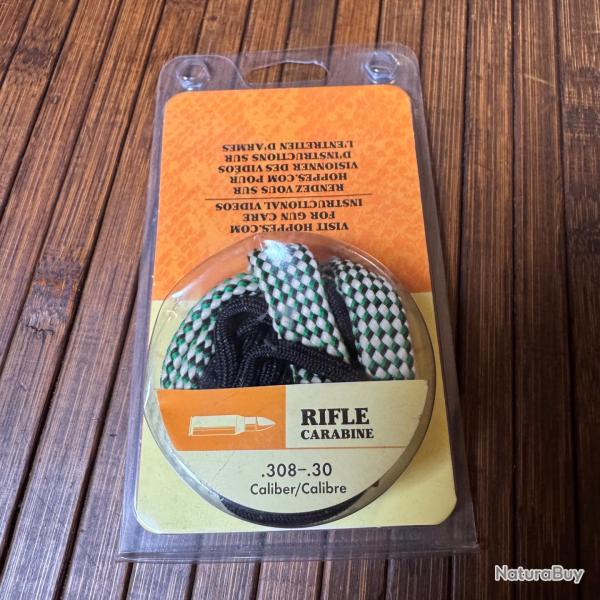 VISIT HOPPES.COM
FOR GUN CARE
INSTRUCTIONAL VIDEOS
RENDEZ VOUS SUR
HOPPES.COM POUR
VISIONNER DES VIDÉOS
D'INSTRUCTIONS SUR
L'ENTRETIEN D'ARMES
RIFLE
CARABINE
.308-.30
Caliber/Calibre
NaturaBuy